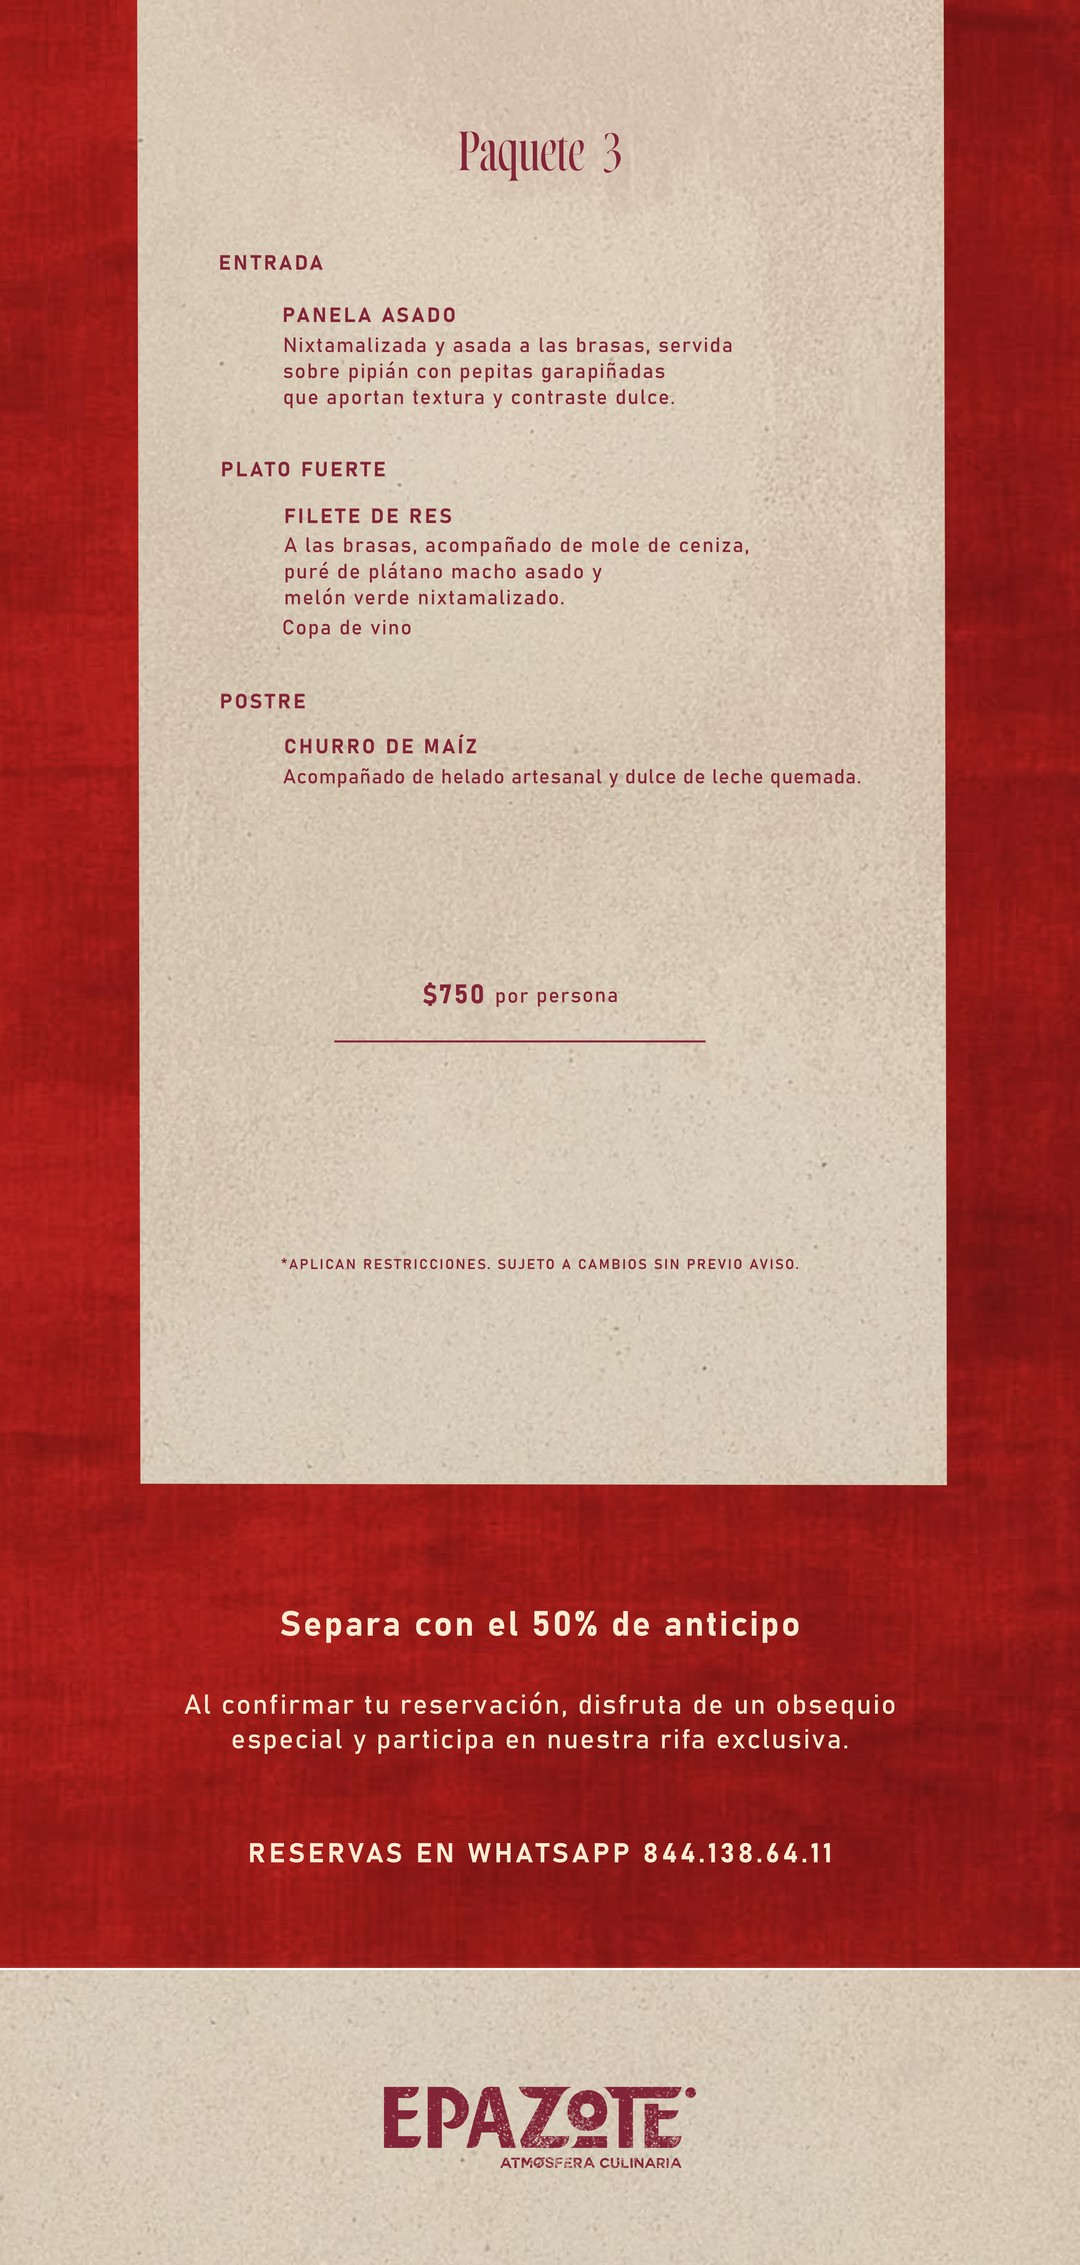 Paquete 3
ENTRADA
PANELA ASADO
Nixtamalizada y asada a las brasas, servida
sobre pipián con pepitas garapiñadas
que aportan textura y contraste dulce.
PLATO FUERTE
FILETE DE RES
A las brasas, acompañado de mole de ceniza,
puré de plátano macho asado y
melón verde nixtamalizado.
Copa de vino
POSTRE
CHURRO DE MAÍZ
Acompañado de helado artesanal y dulce de leche quemada.
$750 por persona
*APLICAN RESTRICCIONES. SUJETO A CAMBIOS SIN PREVIO AVISO.
Separa con el 50% de anticipo
Al confirmar tu reservación, disfruta de un obsequio
especial y participa en nuestra rifa exclusiva.
RESERVAS EN WHATSAPP 844.138.64.11
EPAZOTE
ATMØSFERA CULINARIA